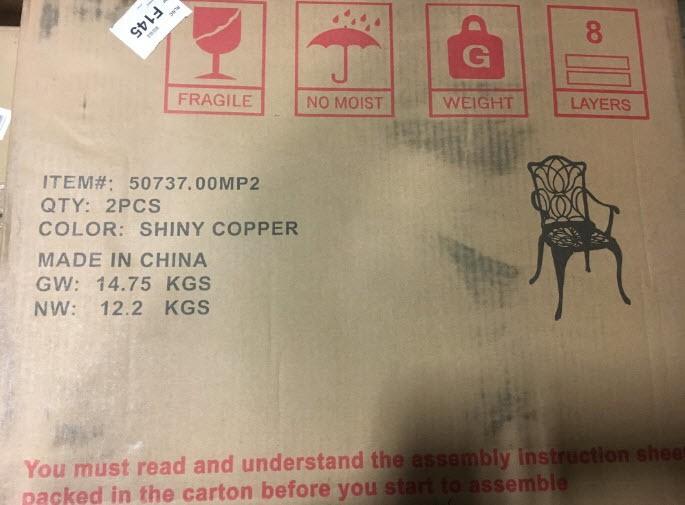 F145
FRAGILE
NO MOIST
G
WEIGHT
8
LAYERS
ITEM#: 50737.00MP2
QTY: 2PCS
COLOR: SHINY COPPER
MADE IN CHINA
GW: 14.75 KGS
NW: 12.2 KGS
You must read and understand the assembly instruction shee
packed in the carton before you start to assemble